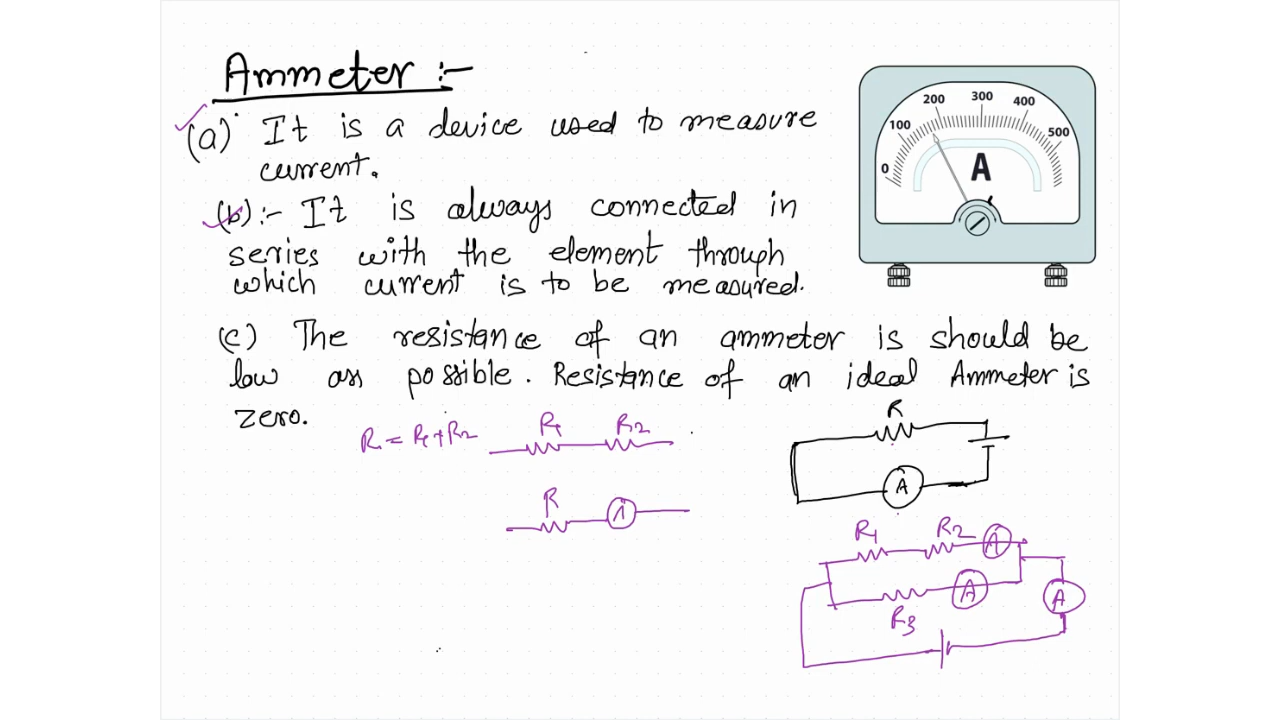 Ammeter :-
(a) It is a device used to measure
current.
(b) :- It is always connected in
series with the element through
which current is to be measured.
(c) The resistance of an ammeter is should be
low as possible. Resistance of an ideal Ammeter is
zero.
R = R1 + R2
R1 R2
R A
0 100 200 300 400 500
A
R
A
R1 R2 A
R3 A
A